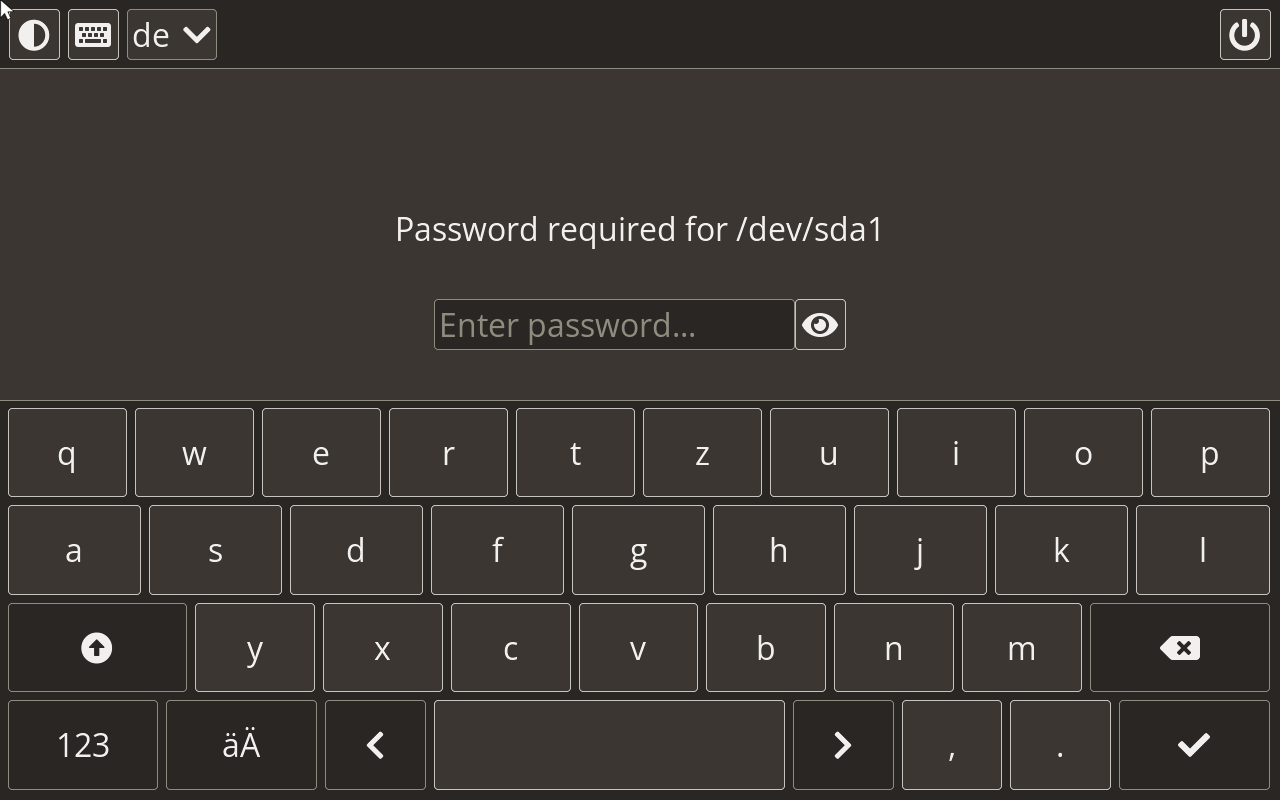 de
Password required for /dev/sda1
Enter password...
q w e r t z u i o p
a s d f g h j k l
y x c v b n m
123 äÄ , .